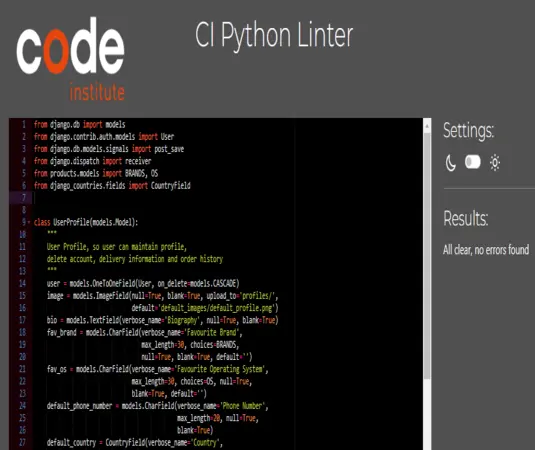 code
institute
CI Python Linter
1 from django.db import models
2 from django.contrib.auth.models import User
3 from django.db.models.signals import post_save
4 from django.dispatch import receiver
5 from products.models import BRANDS, OS
6 from django_countries.fields import CountryField
7
8
9 class UserProfile(models.Model):
10 """
11 User Profile, so user can maintain profile,
12 delete account, delivery information and order history
13 """
14 user = models.OneToOneField(User, on_delete=models.CASCADE)
15 image = models.ImageField(null=True, blank=True, upload_to='profiles/',
16 default='default_images/default_profile.png')
17 bio = models.TextField(verbose_name='Biography', null=True, blank=True)
18 fav_brand = models.CharField(verbose_name='Favourite Brand',
19 max_length=30, choices=BRANDS,
20 null=True, blank=True, default='')
21 fav_os = models.CharField(verbose_name='Favourite Operating System',
22 max_length=30, choices=OS, null=True,
23 blank=True, default='')
24 default_phone_number = models.CharField(verbose_name='Phone Number',
25 max_length=20, null=True,
26 blank=True)
27 default_country = CountryField(verbose_name='Country',
Settings:
Results:
All clear, no errors found